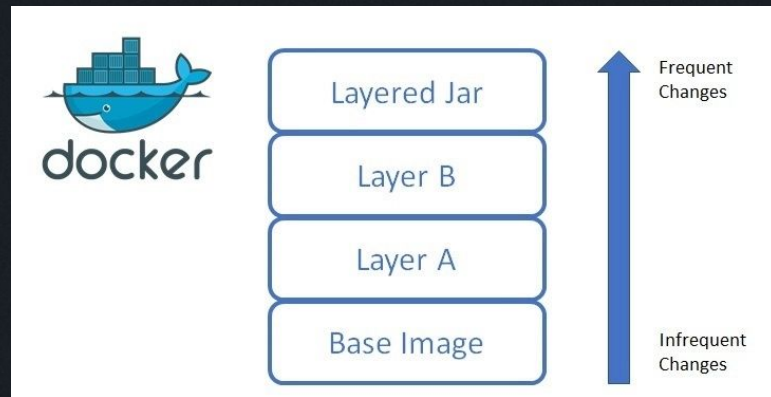 docker
Layered Jar
Layer B
Layer A
Base Image
Frequent
Changes
Infrequent
Changes